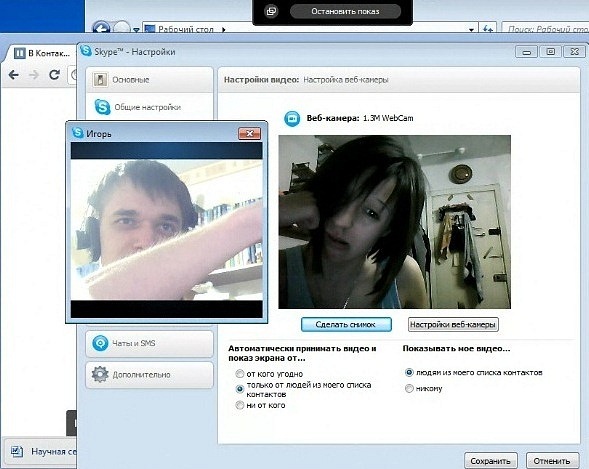 Остановить показ
Рабочий стол
Поиск: Рабочий сто
В Контак...
Skype™ - Настройки
Основные
Общие настройки
Настройки видео: Настройка веб-камеры
Веб-камера: 1.3M WebCam
Игорь
Сделать снимок
Настройки веб-камеры
Чаты и SMS
Дополнительно
Автоматически принимать видео и
показ экрана от...
от кого угодно
только от людей из моего списка
контактов
ни от кого
Показывать мое видео...
людям из моего списка контактов
никому
Научная се
Сохранить
Отменить